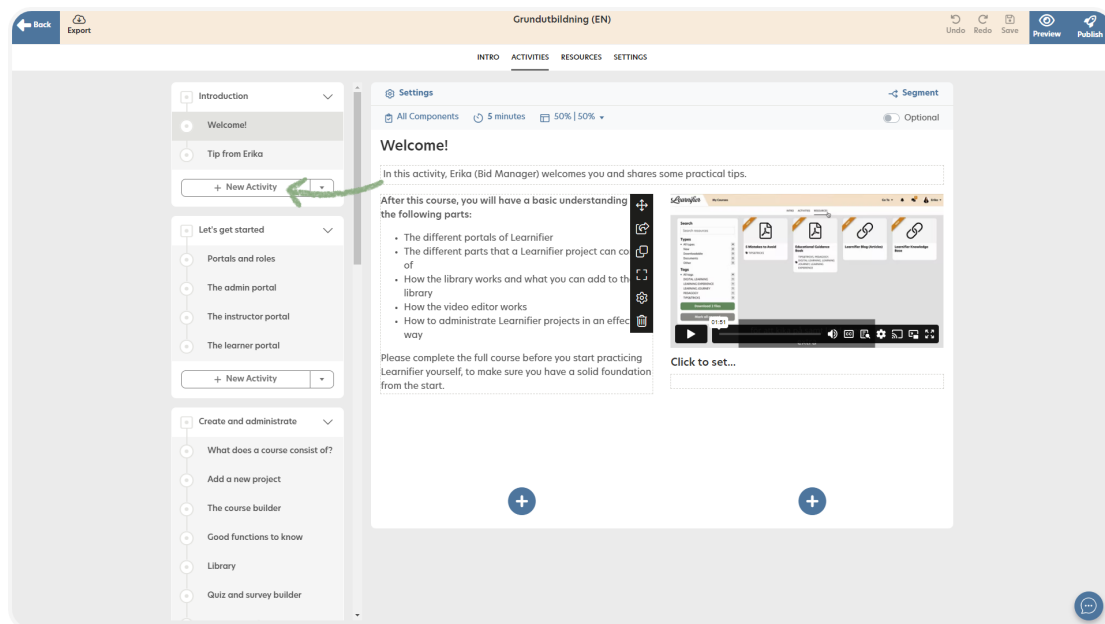 Back
Export
Grundutbildning (EN)
Undo
Redo
Save
Preview
Publish
INTRO
ACTIVITIES
RESOURCES
SETTINGS
Introduction
Welcome!
Tip from Erika
+ New Activity
Let's get started
Portals and roles
The admin portal
The instructor portal
The learner portal
+ New Activity
Create and administrate
What does a course consist of?
Add a new project
The course builder
Good functions to know
Library
Quiz and survey builder
Settings
Segment
All Components
5 minutes
50% | 50%
Optional
Welcome!
In this activity, Erika (Bid Manager) welcomes you and shares some practical tips.
After this course, you will have a basic understanding
the following parts:
• The different portals of Learnifier
• The different parts that a Learnifier project can co
of
• How the library works and what you can add to th
library
• How the video editor works
• How to administrate Learnifier projects in an effec
way
Please complete the full course before you start practicing
Learnifier yourself, to make sure you have a solid foundation
from the start.
Learnifier
Search
Types
Tags
01:51
CC
Click to set...